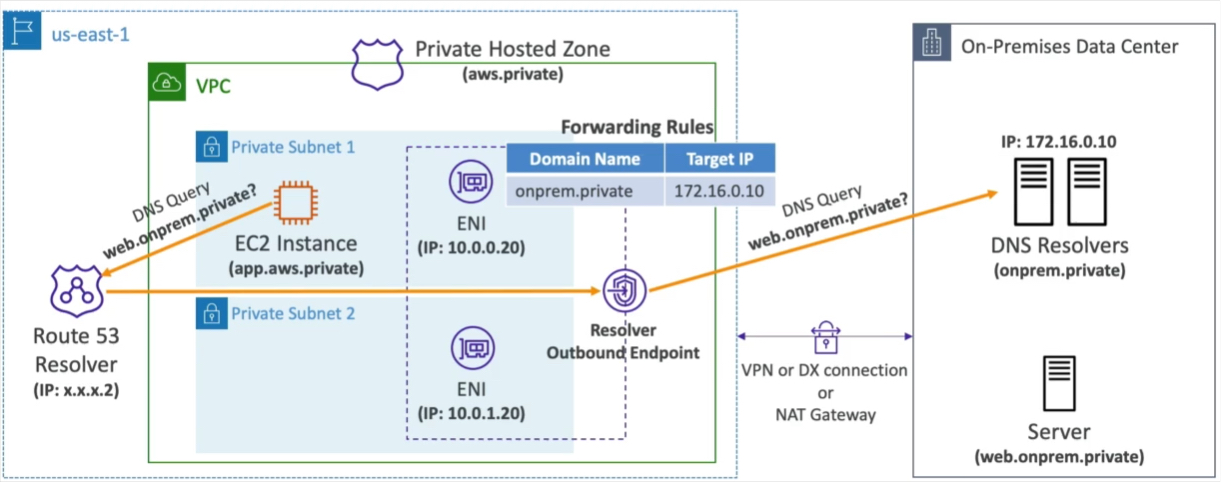 us-east-1
Private Hosted Zone
(aws.private)
On-Premises Data Center
VPC
Forwarding Rules
Domain Name Target IP
onprem.private 172.16.0.10
Private Subnet 1
DNS Query
web.onprem.private?
EC2 Instance
(app.aws.private)
ENI
(IP: 10.0.0.20)
DNS Query
web.onprem.private?
IP: 172.16.0.10
DNS Resolvers
(onprem.private)
Route 53
Resolver
(IP: x.x.x.2)
Private Subnet 2
ENI
(IP: 10.0.1.20)
Resolver
Outbound Endpoint
VPN or DX connection
or
NAT Gateway
Server
(web.onprem.private)